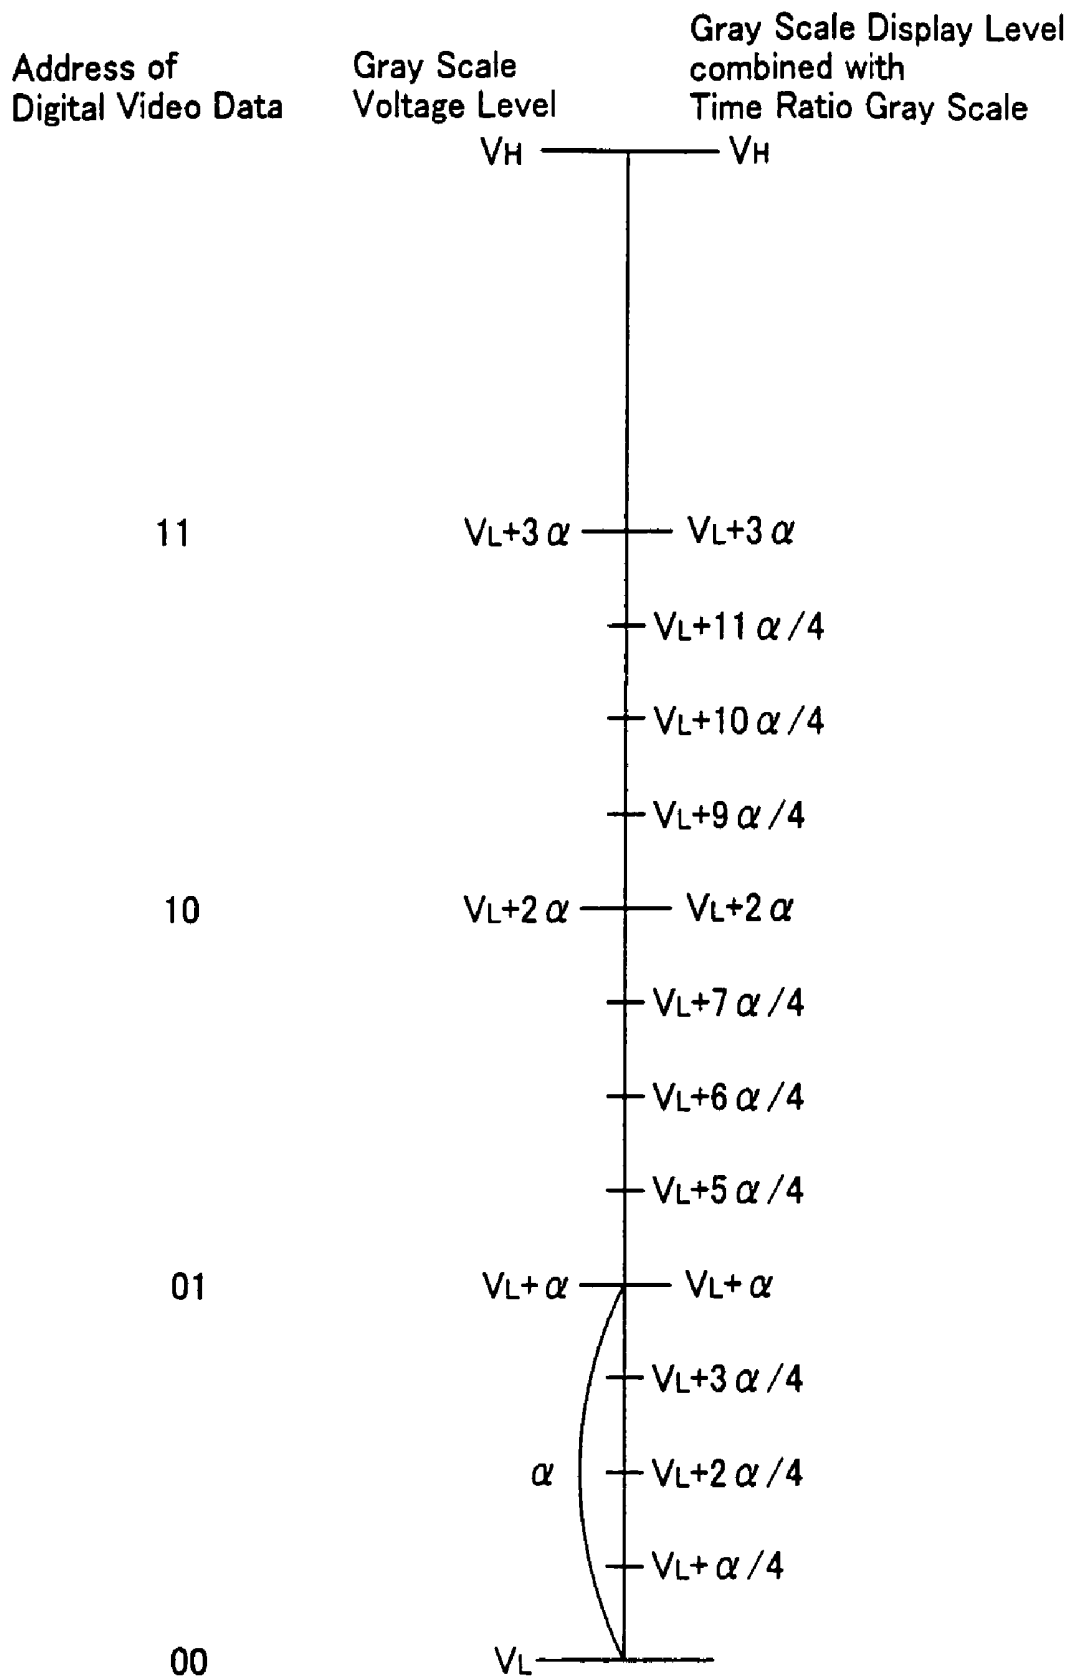 Address of
Digital Video Data
Gray Scale
Voltage Level
Gray Scale Display Level
combined with
Time Ratio Gray Scale
VH VH
11 VL+3α VL+3α
VL+11α/4
VL+10α/4
VL+9α/4
10 VL+2α VL+2α
VL+7α/4
VL+6α/4
VL+5α/4
01 VL+α VL+α
VL+3α/4
α VL+2α/4
VL+α/4
00 VL